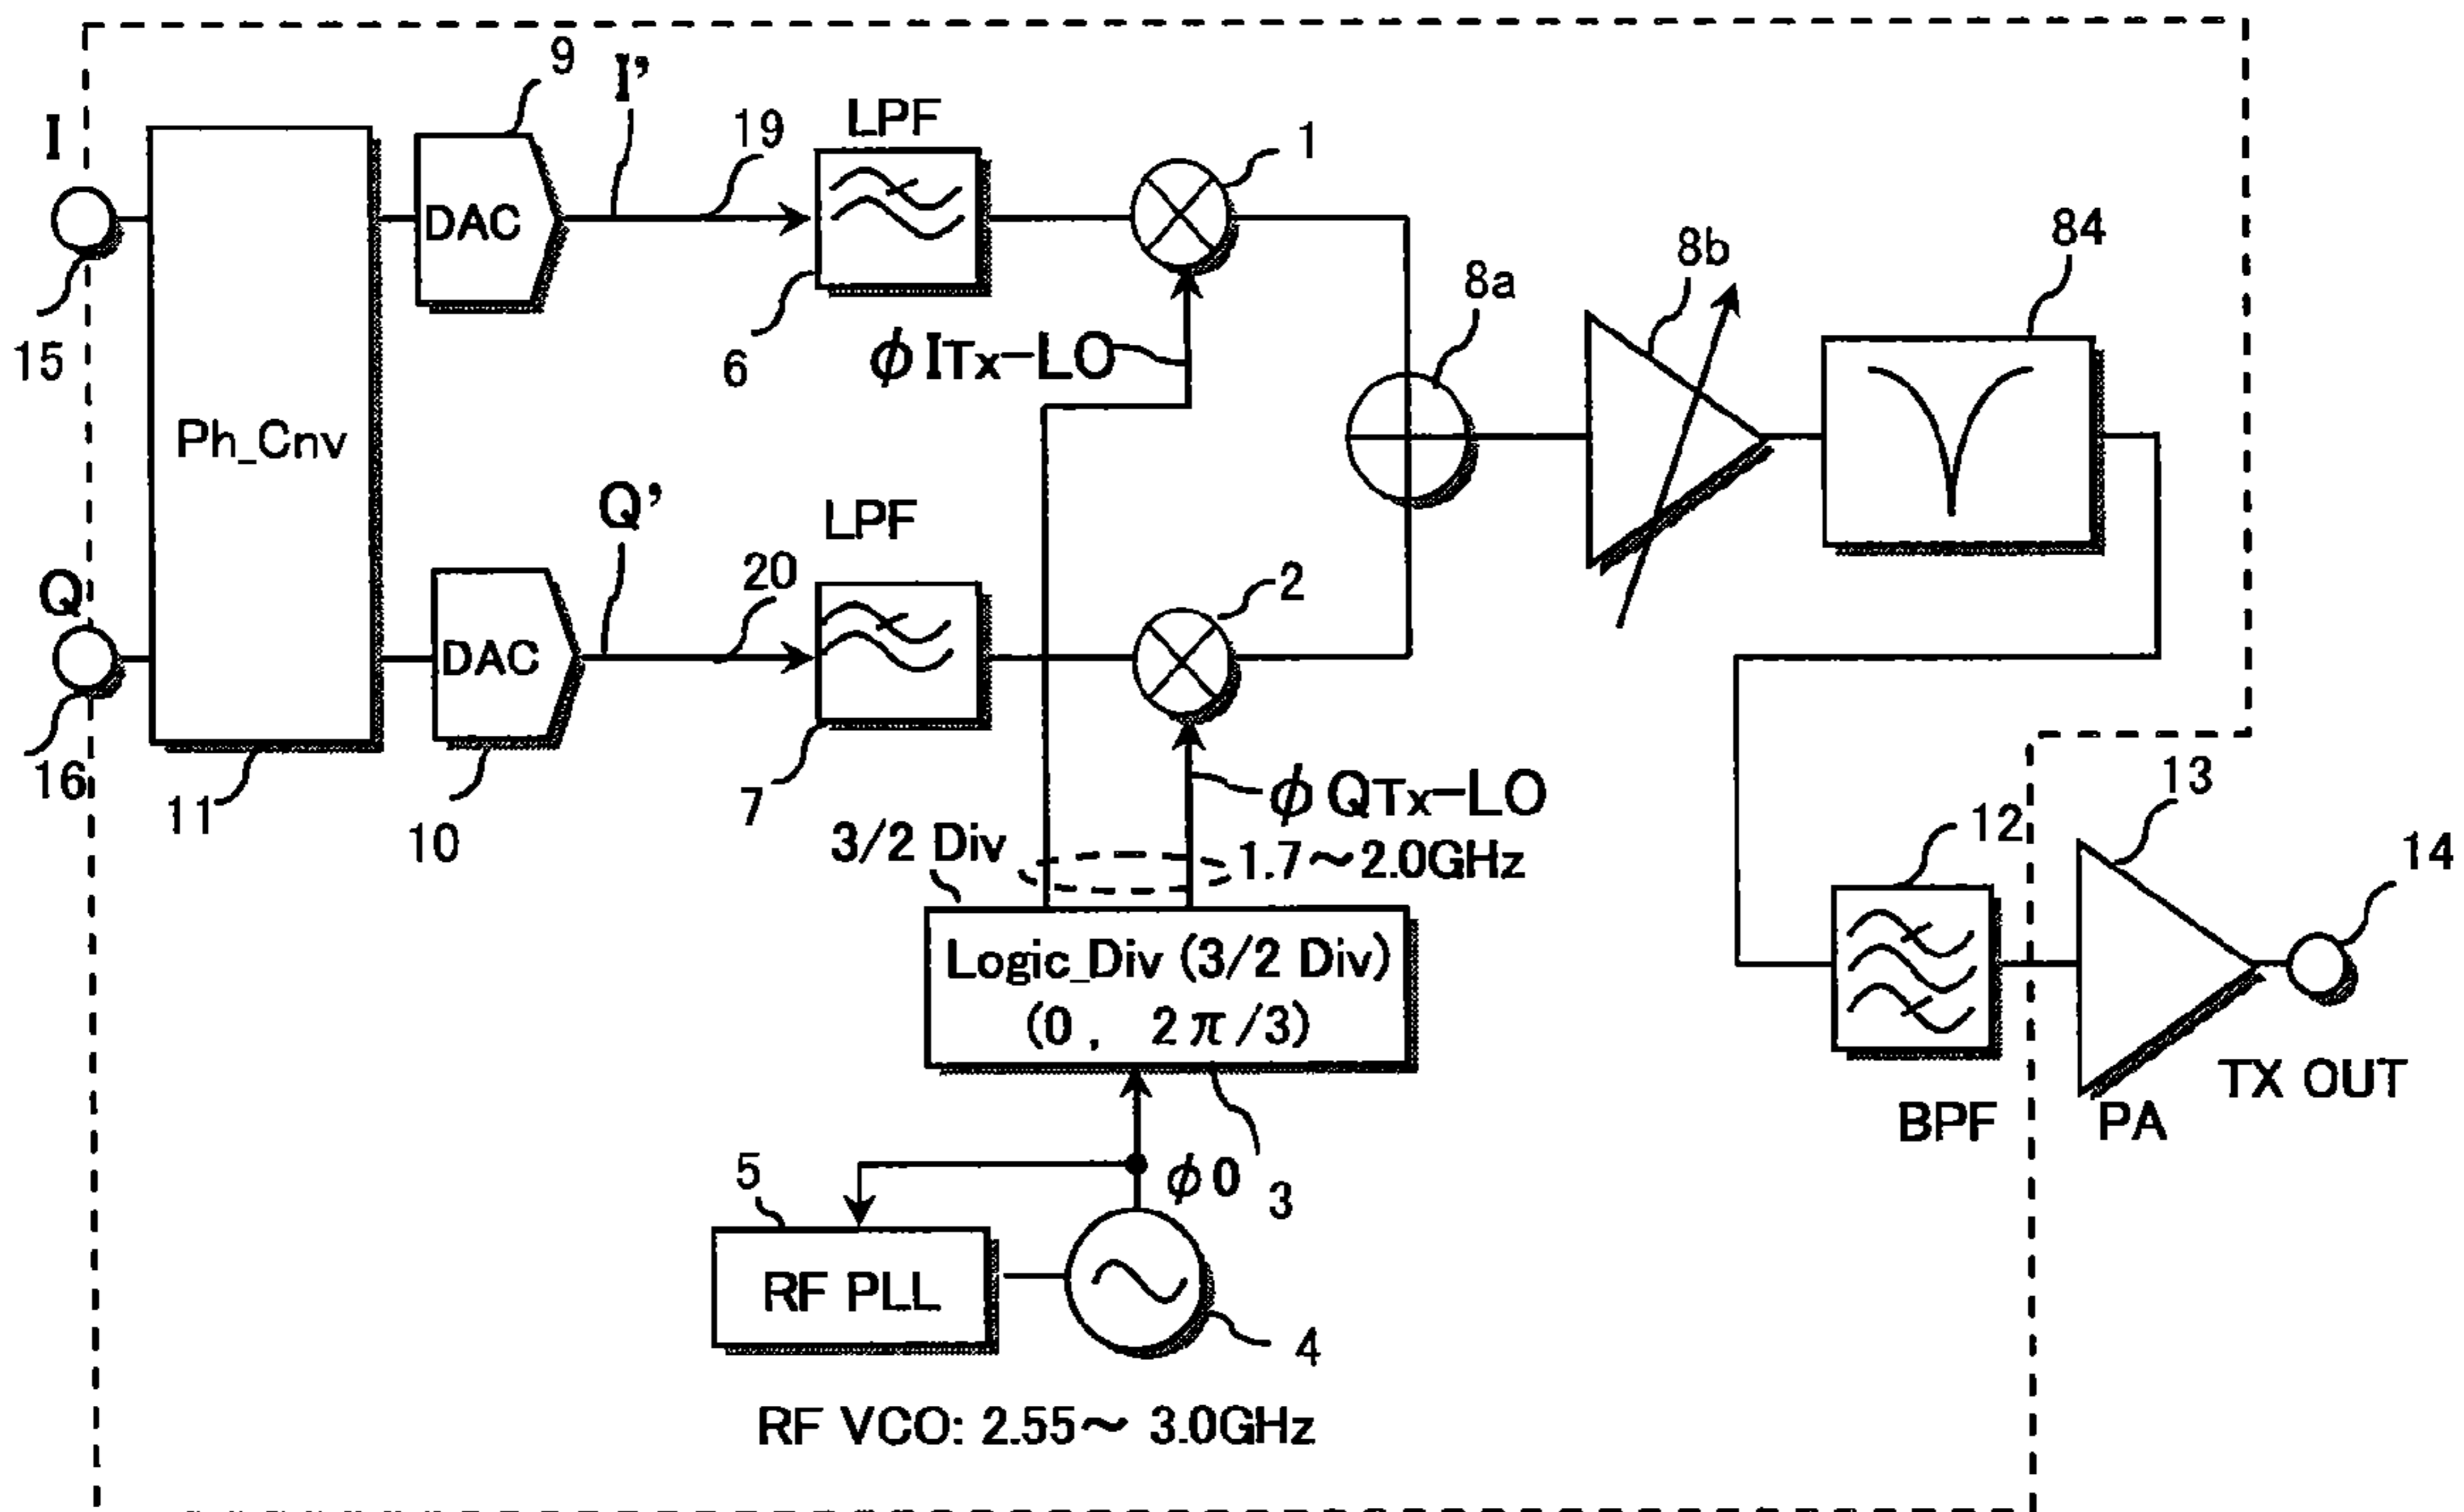 9
I'
I
19
LPF
1
DAC
15
6
ϕ ITx-LO
8a
8b
84
Ph_Cnv
Q'
LPF
Q
20
2
DAC
16
11
10
7
ϕ QTx-LO
3/2 Div
1.7~2.0GHz
12
13
14
Logic_Div (3/2 Div)
(0, 2π/3)
TX OUT
BPF
PA
5
ϕ0
3
RF PLL
4
RF VCO: 2.55~ 3.0GHz